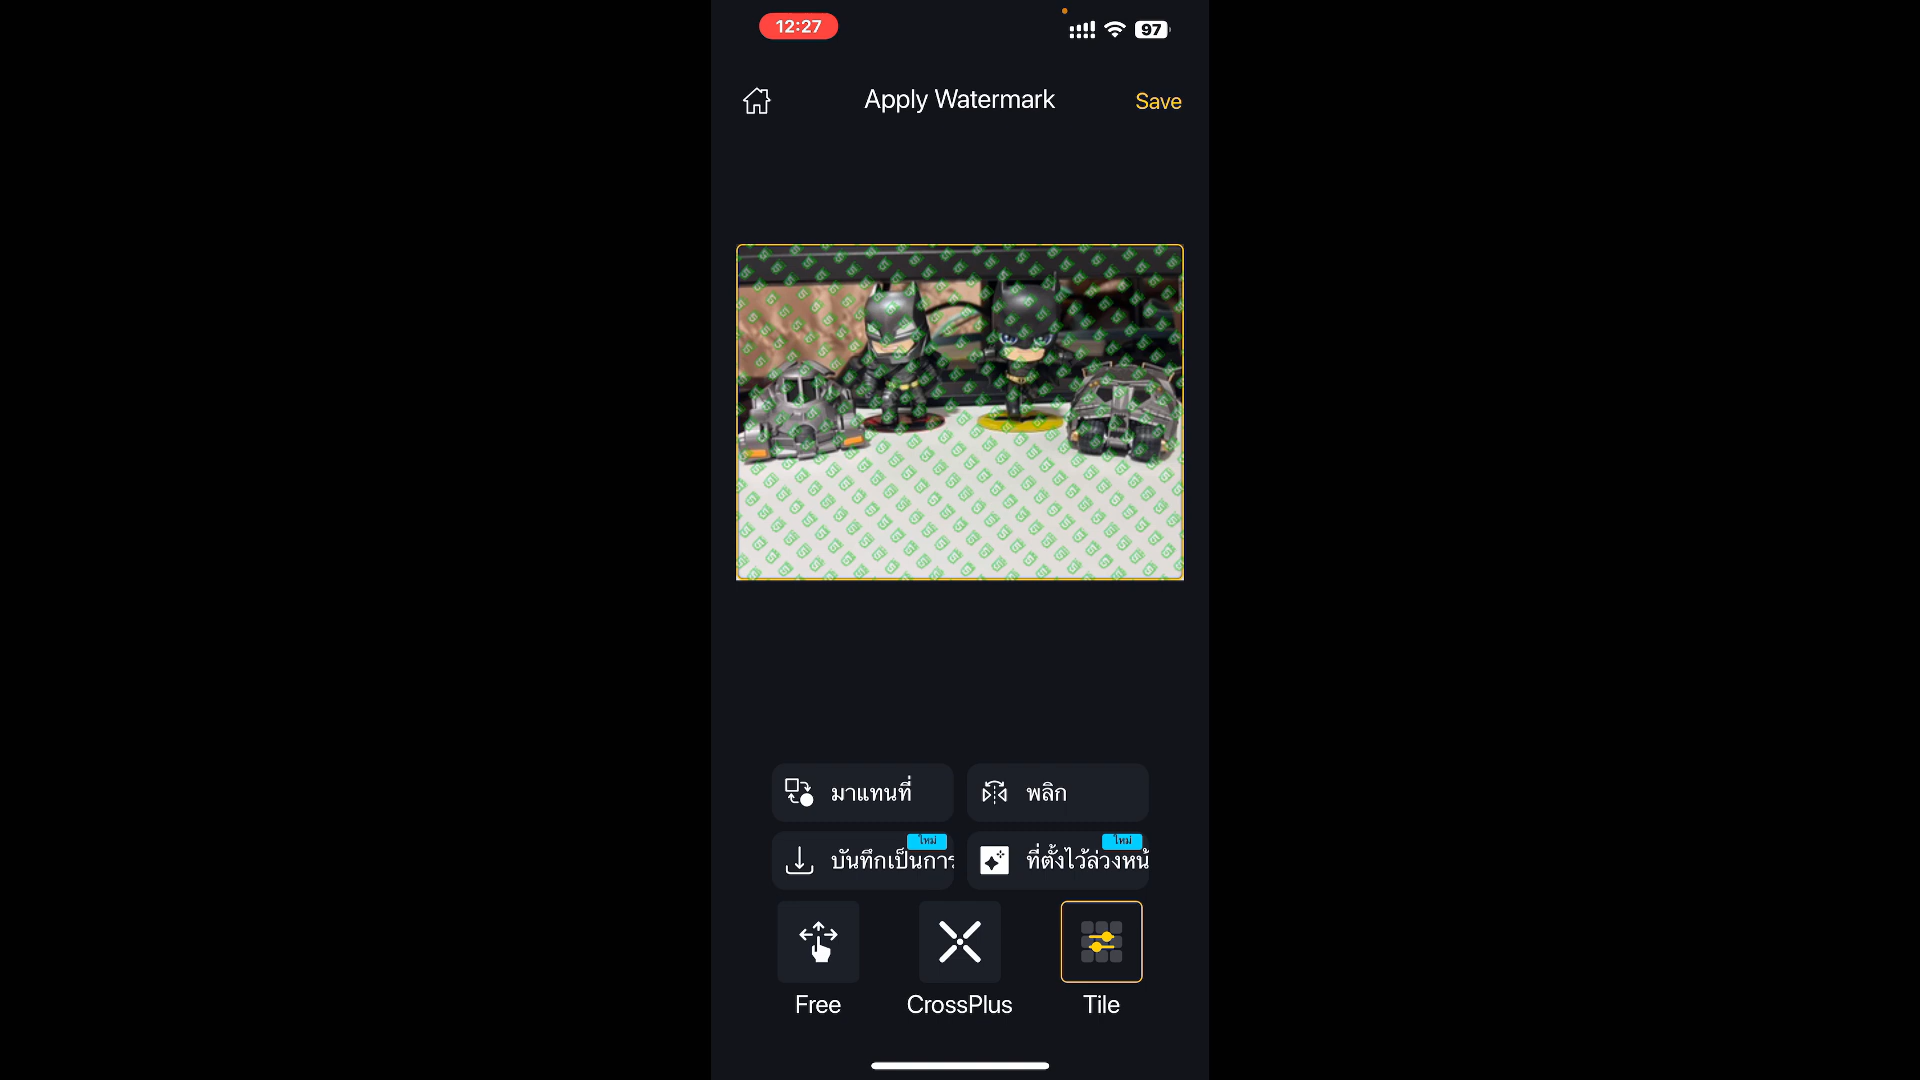 12:27
97
Apply Watermark
Save
มาแทนที่
พลิก
ใหม่
ใหม่
บันทึกเป็นการ
ที่ตั้งไว้ล่วงหน้
Free
CrossPlus
Tile